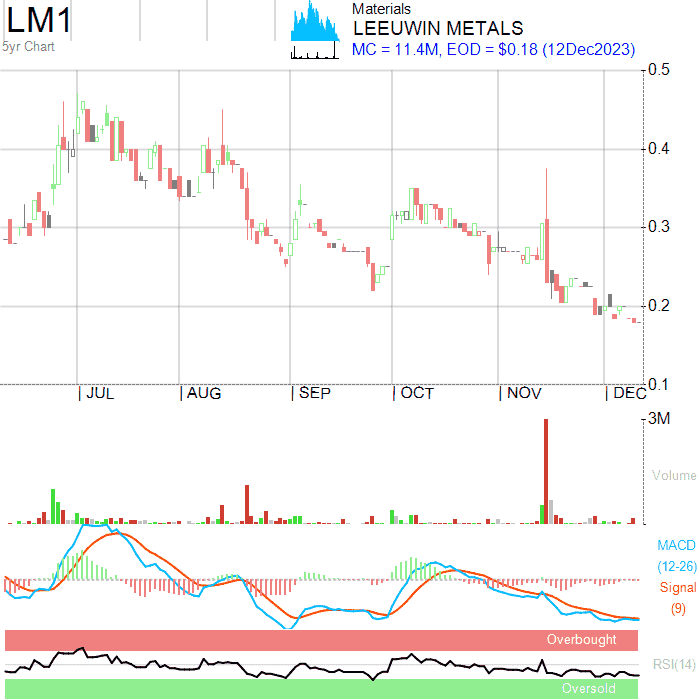 LM1
5yr Chart
Materials
LEEUWIN METALS
MC = 11.4M, EOD = $0.18 (12Dec2023)
0.5
0.4
0.3
0.2
0.1
JUL
AUG
SEP
OCT
NOV
DEC
3M
Volume
MACD
(12-26)
Signal
(9)
Overbought
RSI(14)
Oversold